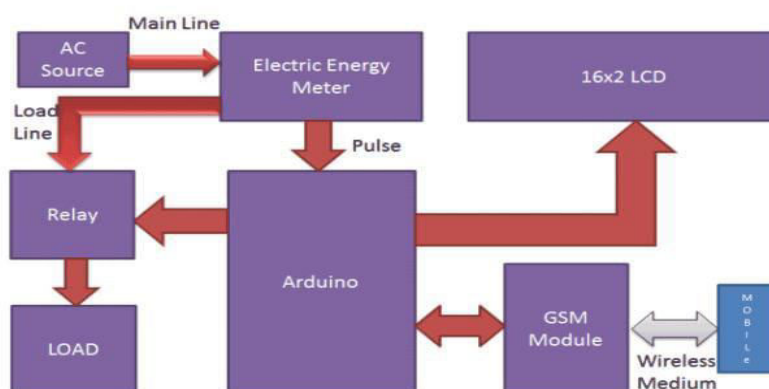 Main Line
AC
Source
Electric Energy
Meter
16x2 LCD
Load
Line
Pulse
Relay
Arduino
GSM
Module
MOBILe
LOAD
Wireless
Medium